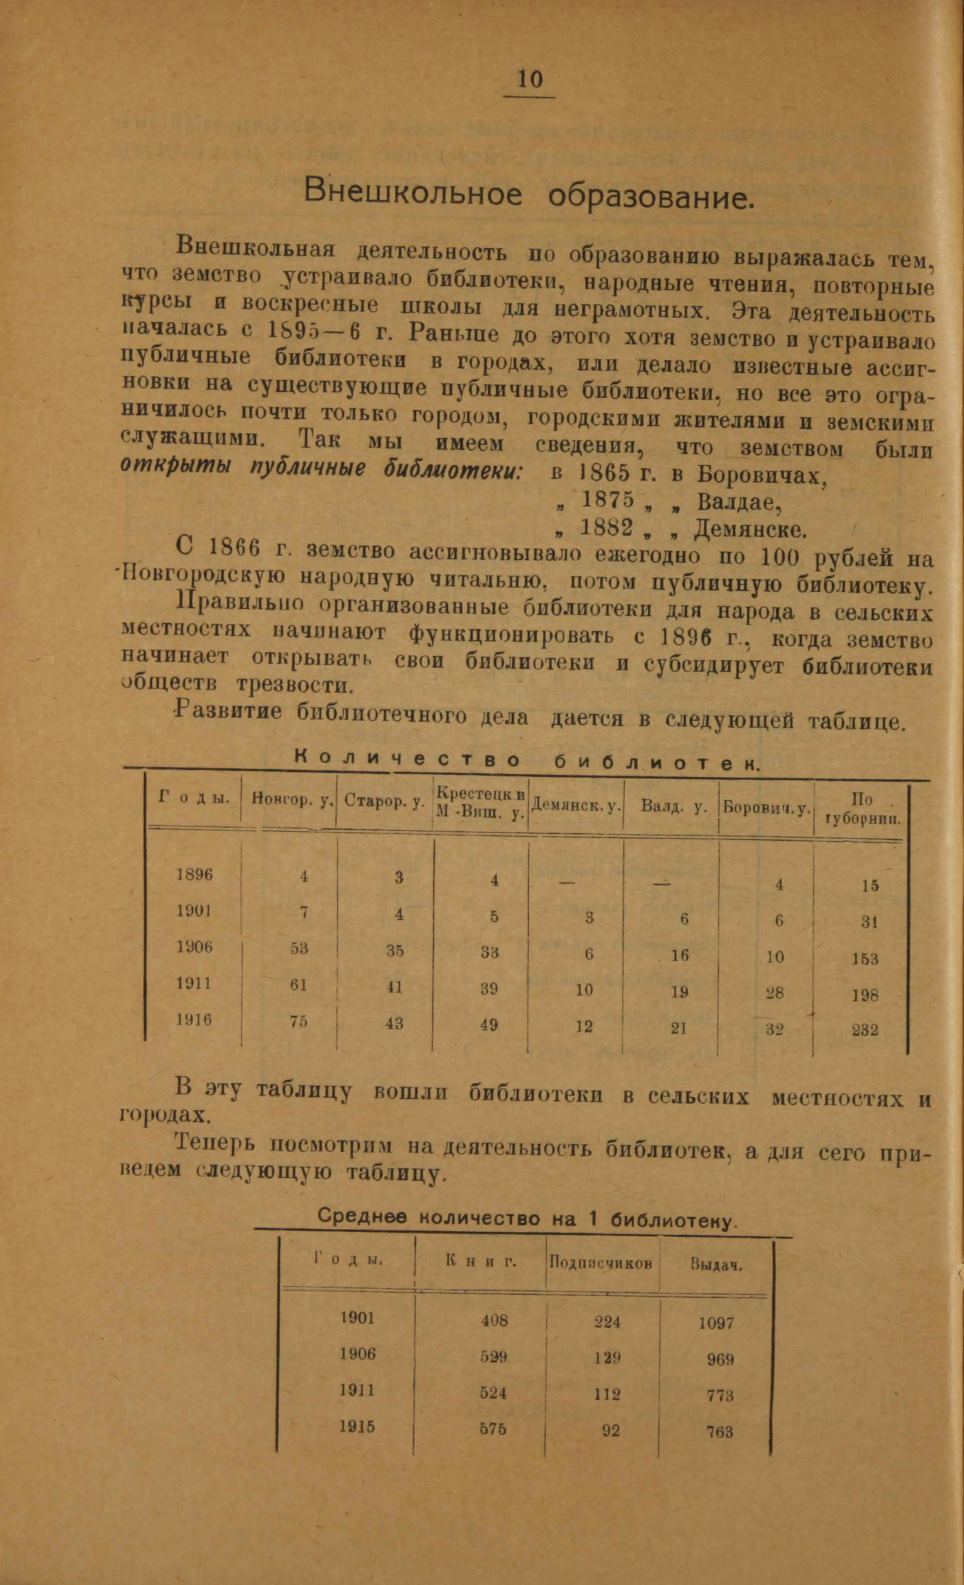 10
Внешкольное образование.
Внешкольная деятельность по образованию выражалась тем,
что земство устраивало библиотеки, народные чтения, повторные
курсы и воскресные школы для неграмотных. Эта деятельность
началась с 1895—6 г. Раньше до этого хотя земство и устраивало
публичные библиотеки в городах, или делало известные ассиг-
новки на существующие публичные библиотеки, но все это огра-
ничилось почти только городом, городскими жителями и земскими
служащими. Так мы имеем сведения, что земством были
открыты публичные библиотеки: в 1865 г. в Боровичах,
„ 1875 „ „ Валдае,
„ 1882 „ „ Демянске.
С 1866 г. земство ассигновывало ежегодно по 100 рублей на
Новгородскую народную читальню, потом публичную библиотеку.
Правильно организованные библиотеки для народа в сельских
местностях начинают функционировать с 1896 г., когда земство
начинает открывать свои библиотеки и субсидирует библиотеки
обществ трезвости.
Развитие библиотечного дела дается в следующей таблице.
Количество библиотек.
Годы. Новгор. у. Старор. у. Крестецк и М-Виш. у. Демянск. у. Валд. у. Борович. у. По губернии.
1896 4 3 4 — — 4 15
1901 7 4 5 3 6 6 31
1906 53 35 33 6 16 10 153
1911 61 41 39 10 19 28 198
1916 75 43 49 12 21 32 232
В эту таблицу вошли библиотеки в сельских местностях и
городах.
Теперь посмотрим на деятельность библиотек, а для сего при-
ведем следующую таблицу.
Среднее количество на 1 библиотеку.
Годы. Книг. Подписчиков Выдач.
1901 408 224 1097
1906 529 129 969
1911 524 112 773
1915 575 92 763